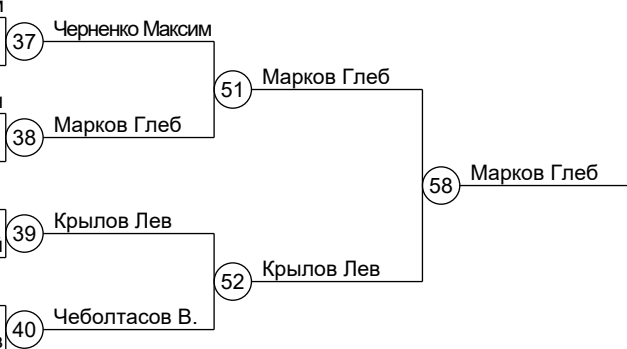 37
Черненко Максим
51
Марков Глеб
38
Марков Глеб
58
Марков Глеб
39
Крылов Лев
52
Крылов Лев
40
Чеболтасов В.